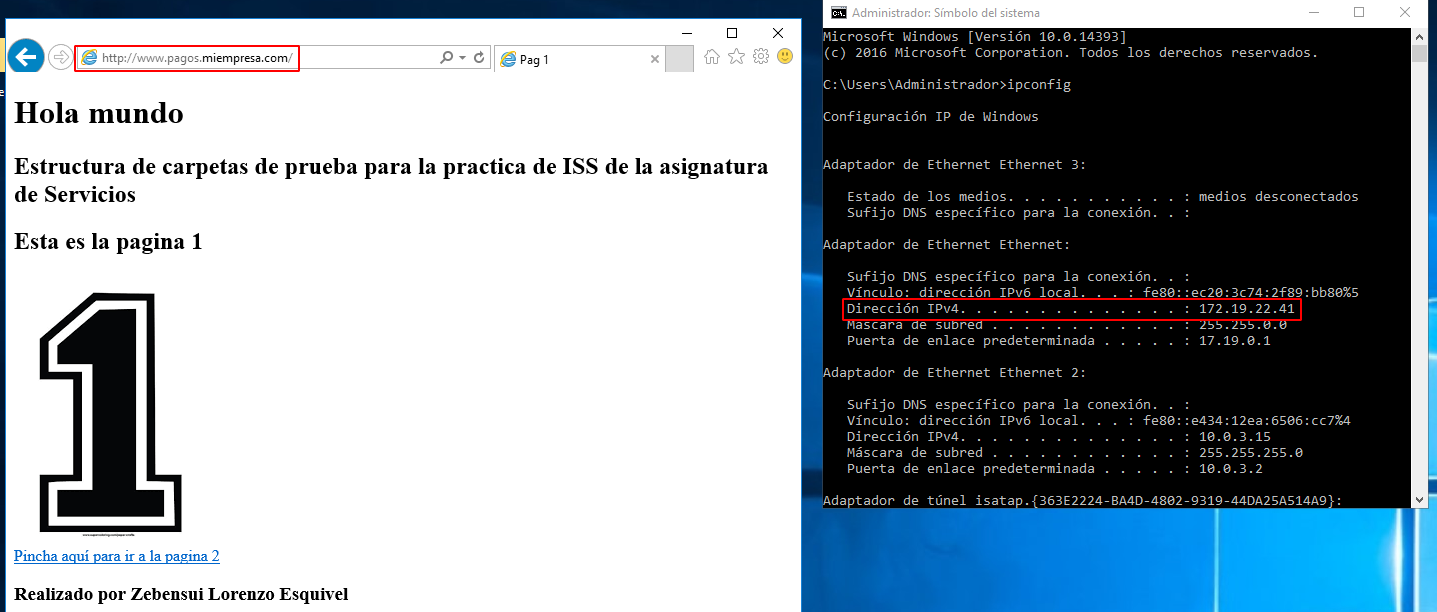 http://www.pagos.miempresa.com/
Pag 1
Hola mundo
Estructura de carpetas de prueba para la practica de ISS de la asignatura
de Servicios
Esta es la pagina 1
Pincha aquí para ir a la pagina 2
Realizado por Zebensui Lorenzo Esquivel
Administrador: Símbolo del sistema
Microsoft Windows [Versión 10.0.14393]
(c) 2016 Microsoft Corporation. Todos los derechos reservados.
C:\Users\Administrador>ipconfig
Configuración IP de Windows
Adaptador de Ethernet Ethernet 3:
Estado de los medios. . . . . . . . . . . : medios desconectados
Sufijo DNS específico para la conexión. . :
Adaptador de Ethernet Ethernet:
Sufijo DNS específico para la conexión. . :
Vínculo: dirección IPv6 local. . . : fe80::ec20:3c74:2f89:bb80%5
Dirección IPv4. . . . . . . . . . . . . . : 172.19.22.41
Máscara de subred . . . . . . . . . . . . : 255.255.0.0
Puerta de enlace predeterminada . . . . . : 17.19.0.1
Adaptador de Ethernet Ethernet 2:
Sufijo DNS específico para la conexión. . :
Vínculo: dirección IPv6 local. . . : fe80::e434:12ea:6506:cc7%4
Dirección IPv4. . . . . . . . . . . . . . : 10.0.3.15
Máscara de subred . . . . . . . . . . . . : 255.255.255.0
Puerta de enlace predeterminada . . . . . : 10.0.3.2
Adaptador de túnel isatap.{363E2224-BA4D-4802-9319-44DA25A514A9}: